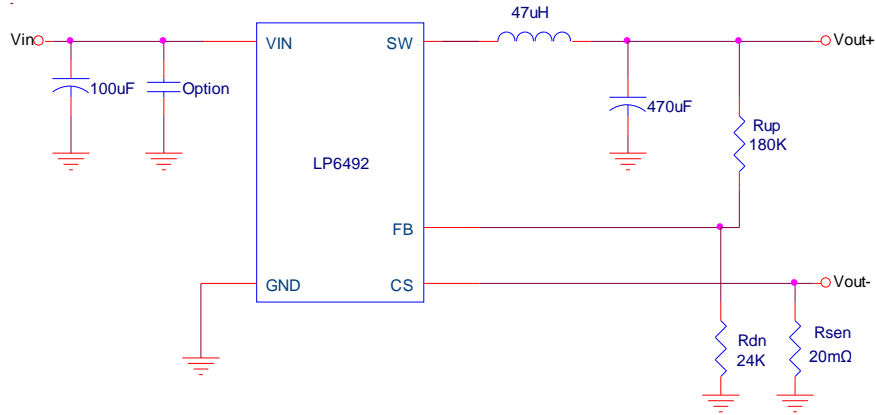 47uH
Vin
VIN
SW
Vout+
100uF
Option
470uF
Rup
180K
LP6492
FB
GND
CS
Vout-
Rdn
24K
Rsen
20mΩ